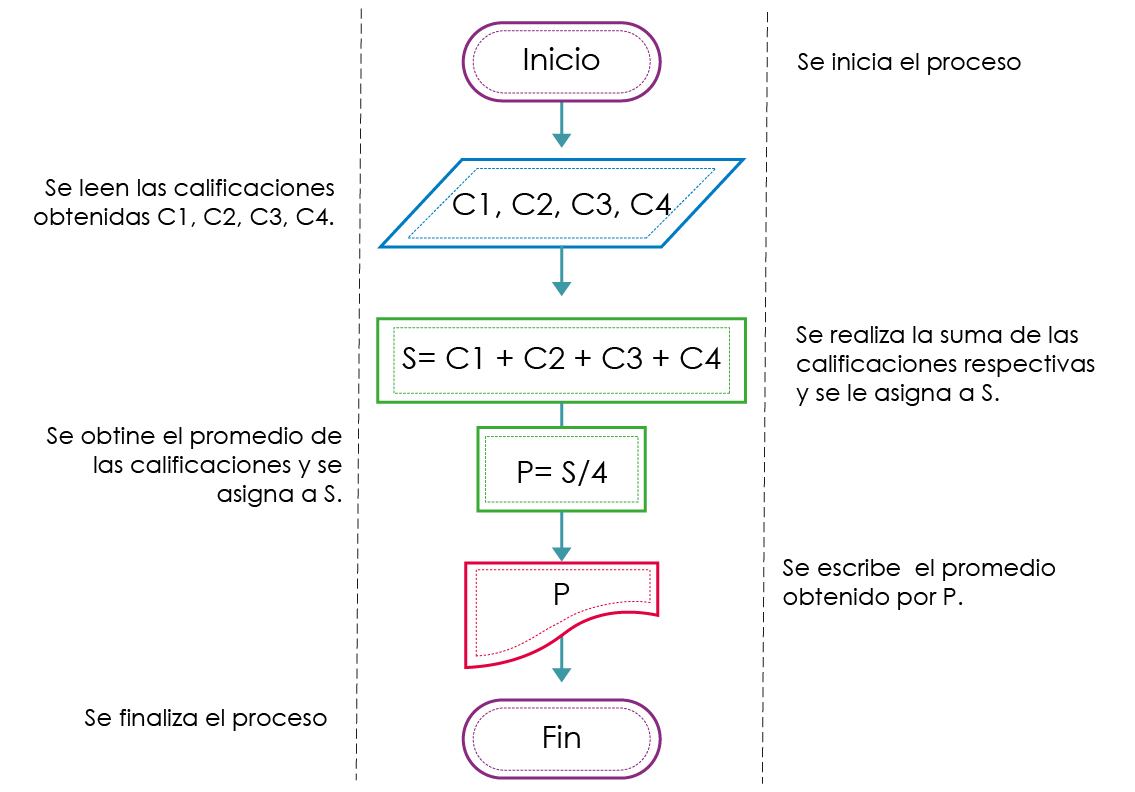 Inicio
Se inicia el proceso
Se leen las calificaciones
obtenidas C1, C2, C3, C4.
C1, C2, C3, C4
S= C1 + C2 + C3 + C4
Se realiza la suma de las
calificaciones respectivas
y se le asigna a S.
Se obtine el promedio de
las calificaciones y se
asigna a S.
P= S/4
P
Se escribe el promedio
obtenido por P.
Se finaliza el proceso
Fin